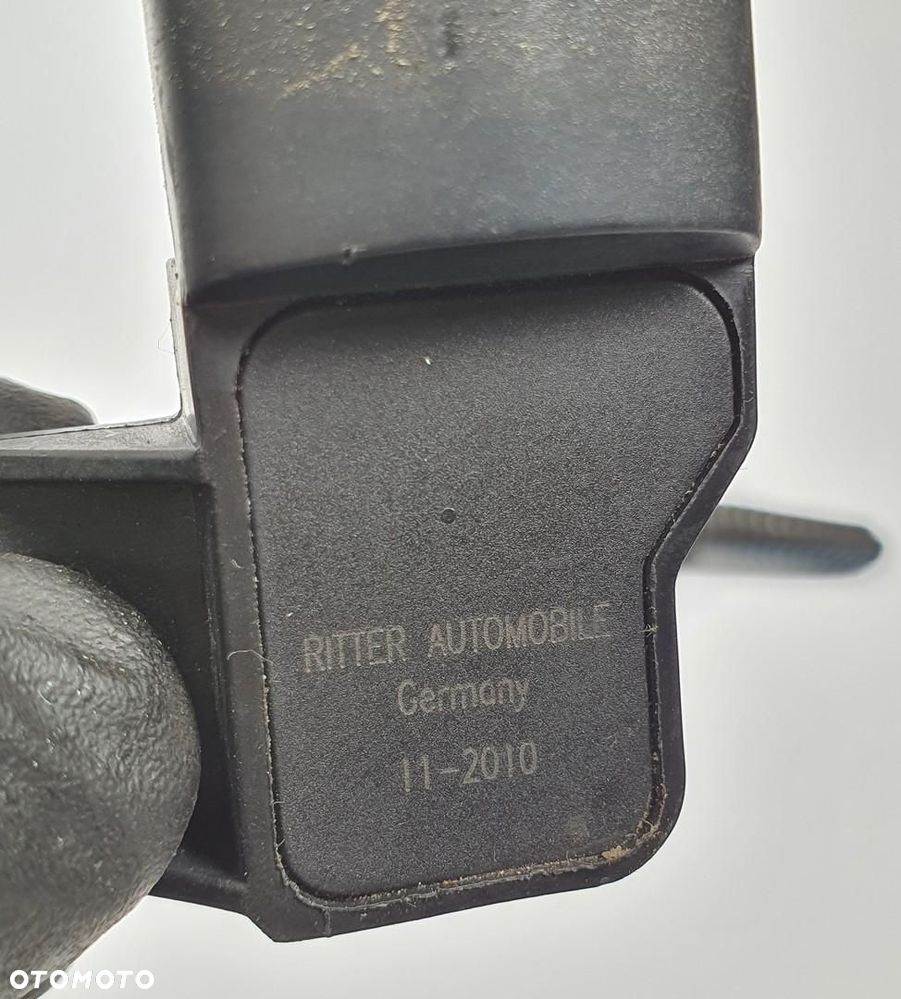 RITTER AUTOMOBILE
Germany
11-2010
OTOMOTO